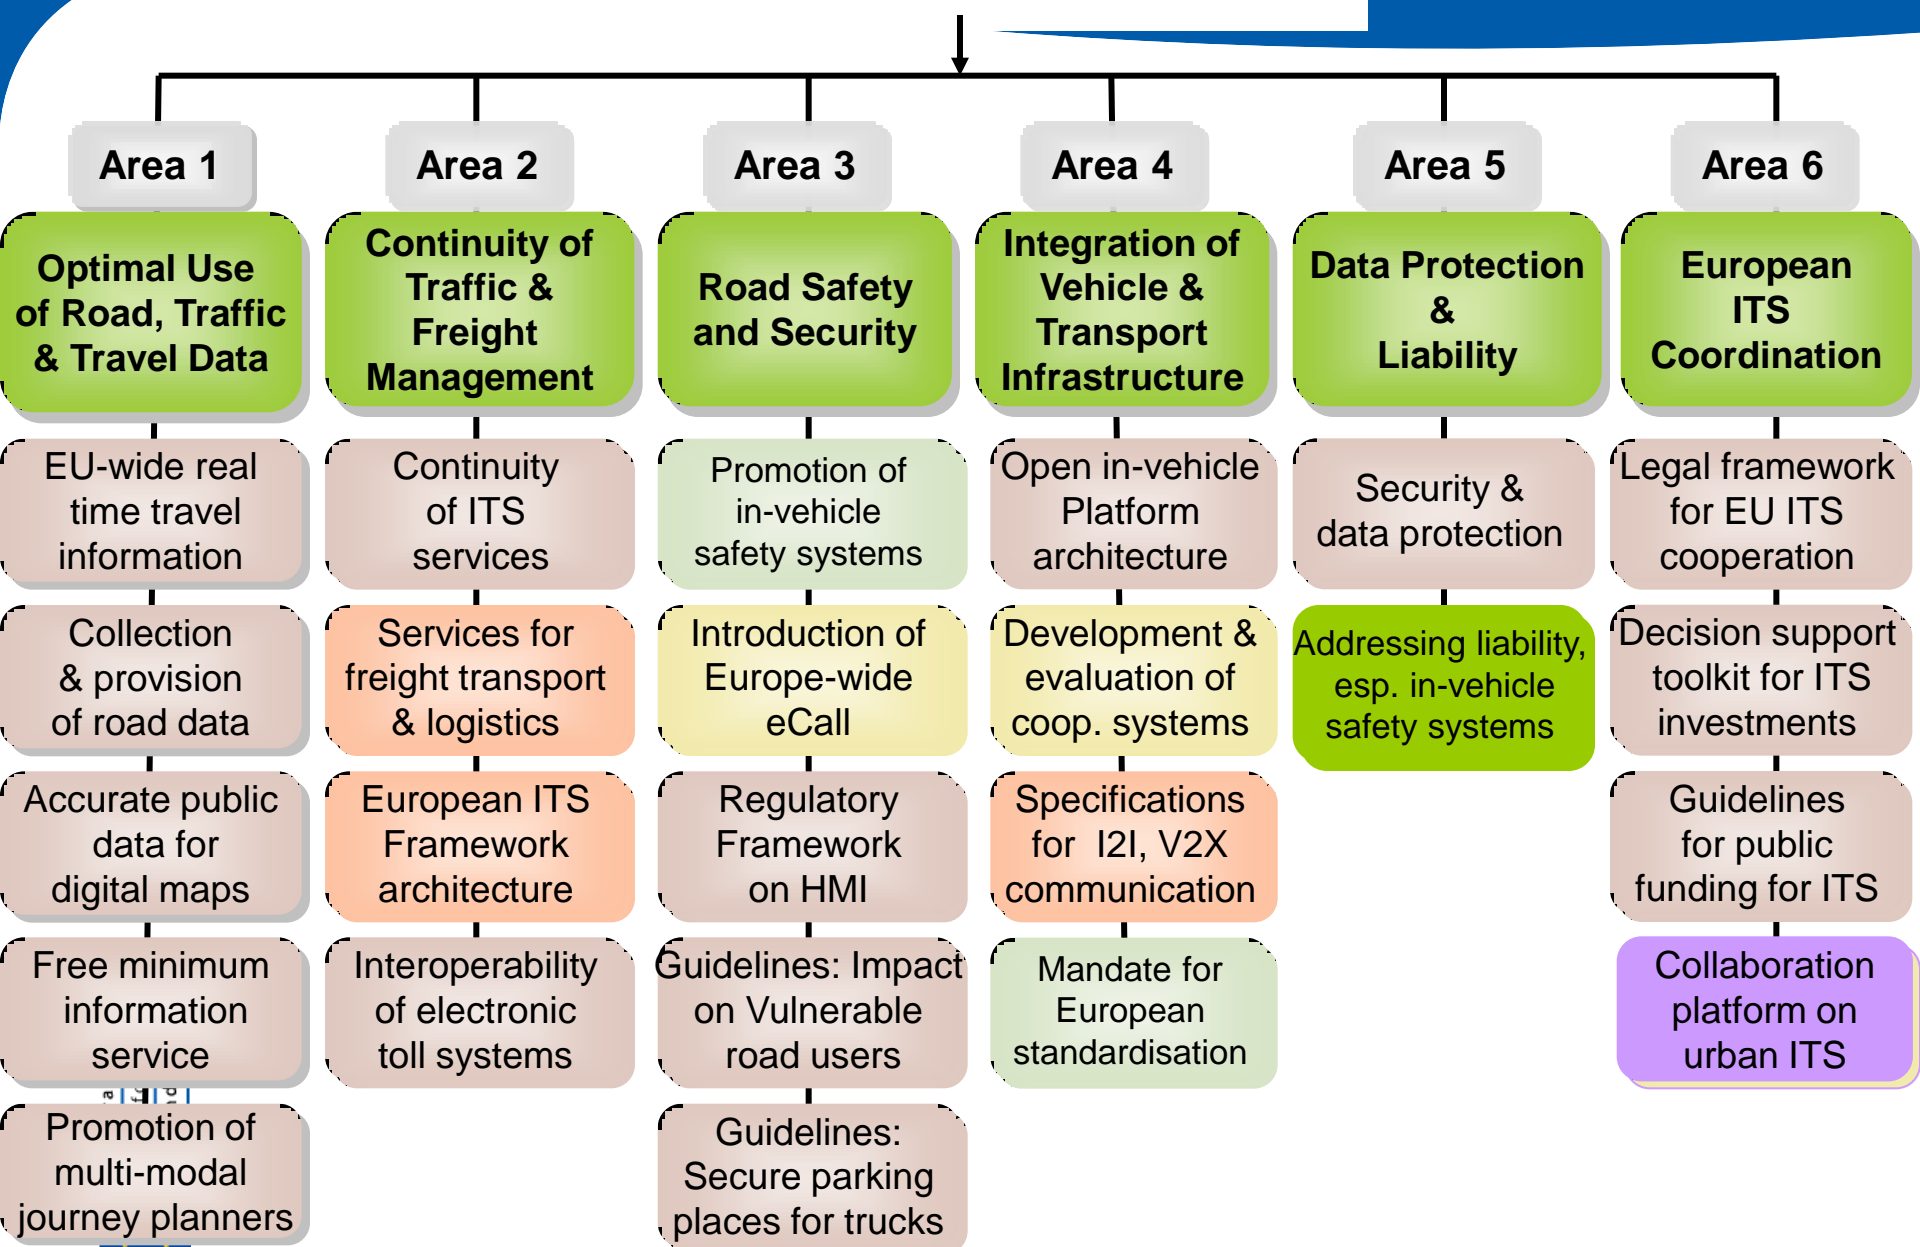 Area 1
Optimal Use
of Road, Traffic
& Travel Data
EU-wide real
time travel
information
Collection
& provision
of road data
Accurate public
data for
digital maps
Free minimum
information
service
Promotion of
multi-modal
journey planners
Area 2
Continuity of
Traffic &
Freight
Management
Continuity
of ITS
services
Services for
freight transport
& logistics
European ITS
Framework
architecture
Interoperability
of electronic
toll systems
Area 3
Road Safety
and Security
Promotion of
in-vehicle
safety systems
Introduction of
Europe-wide
eCall
Regulatory
Framework
on HMI
Guidelines: Impact
on Vulnerable
road users
Guidelines:
Secure parking
places for trucks
Area 4
Integration of
Vehicle &
Transport
Infrastructure
Open in-vehicle
Platform
architecture
Development &
evaluation of
coop. systems
Specifications
for I2I, V2X
communication
Mandate for
European
standardisation
Area 5
Data Protection
&
Liability
Security &
data protection
Addressing liability,
esp. in-vehicle
safety systems
Area 6
European
ITS
Coordination
Legal framework
for EU ITS
cooperation
Decision support
toolkit for ITS
investments
Guidelines
for public
funding for ITS
Collaboration
platform on
urban ITS